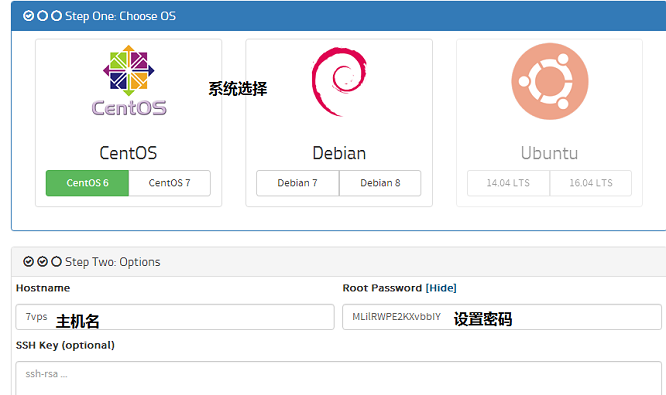 Step One: Choose OS
系统选择
CentOS
CentOS Debian Ubuntu
CentOS 6 CentOS 7 Debian 7 Debian 8 14.04 LTS 16.04 LTS
Step Two: Options
Hostname Root Password [Hide]
7vps 主机名 MLilRWPE2KXvbbIY 设置密码
SSH Key (optional)
ssh-rsa ...